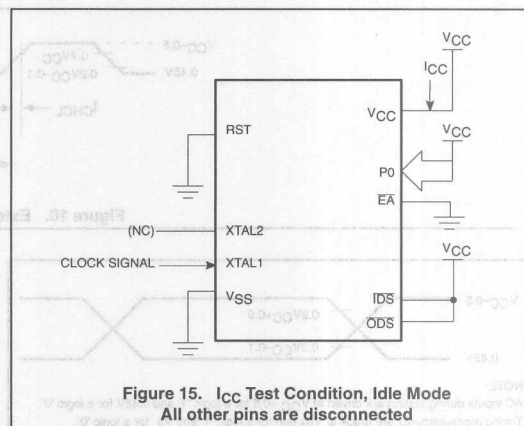 VCC
ICC
VCC
RST
VCC
P0
EA
(NC)
XTAL2
CLOCK SIGNAL
XTAL1
VCC
VSS
IDS
ODS
Figure 15. ICC Test Condition, Idle Mode
All other pins are disconnected